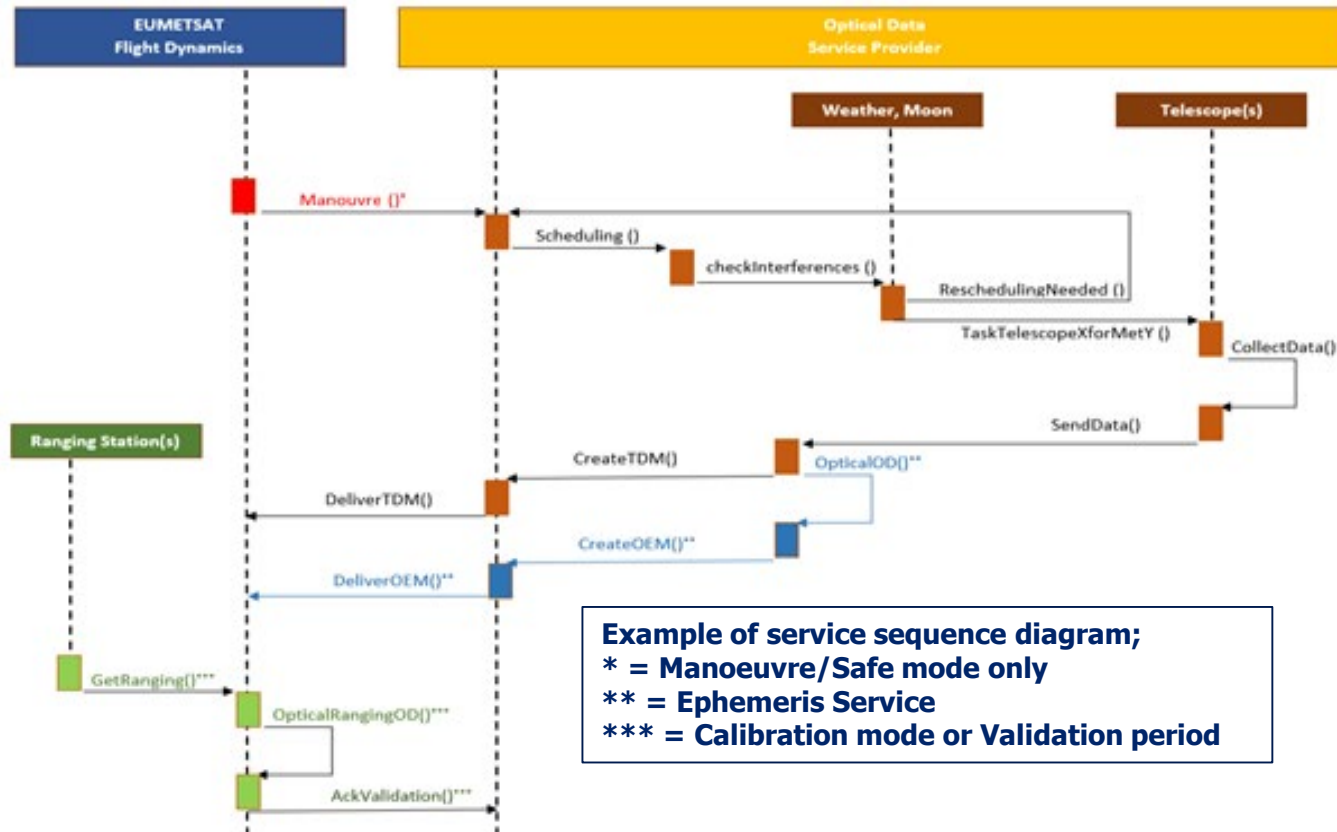 EUMETSAT
Flight Dynamics
Optical Data
Service Provider
Weather, Moon
Telescope(s)
Manouvre ()*
Scheduling ()
checkInterferences ()
ReschedulingNeeded ()
TaskTelescopeXforMetY ()
CollectData()
SendData()
Ranging Station(s)
CreateTDM()
OpticalOD()**
DeliverTDM()
CreateOEM()**
DeliverOEM()**
Example of service sequence diagram;
* = Manoeuvre/Safe mode only
** = Ephemeris Service
*** = Calibration mode or Validation period
GetRanging()***
OpticalRangingOD()***
AckValidation()***